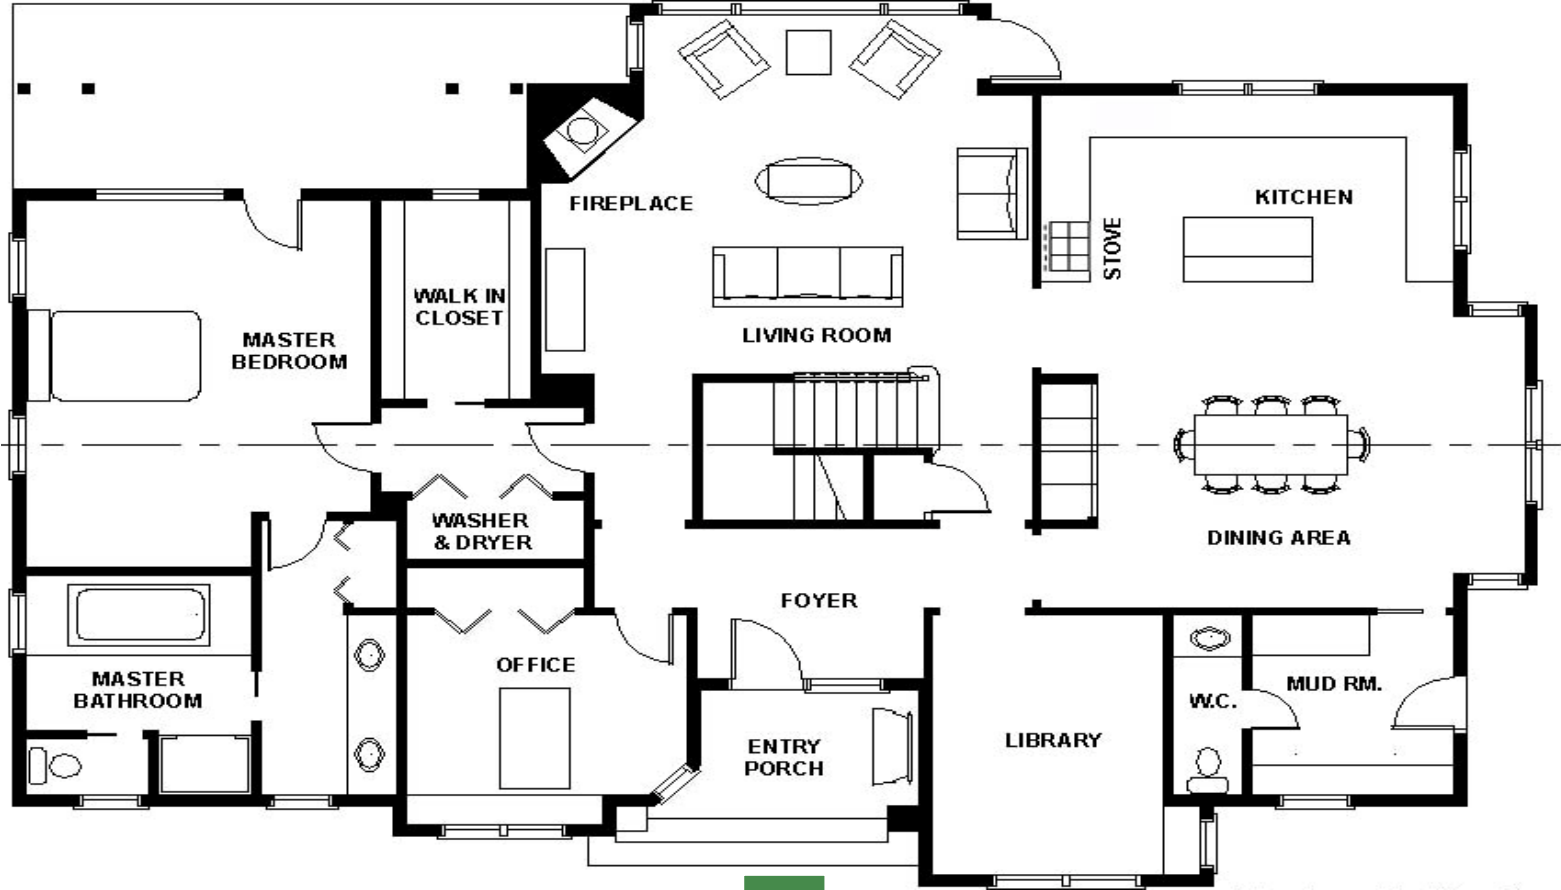 KITCHEN
FIREPLACE
STOVE
WALK IN
CLOSET
MASTER
BEDROOM
LIVING ROOM
WASHER
& DRYER
DINING AREA
FOYER
OFFICE
MASTER
BATHROOM
MUD RM.
W.C.
LIBRARY
ENTRY
PORCH